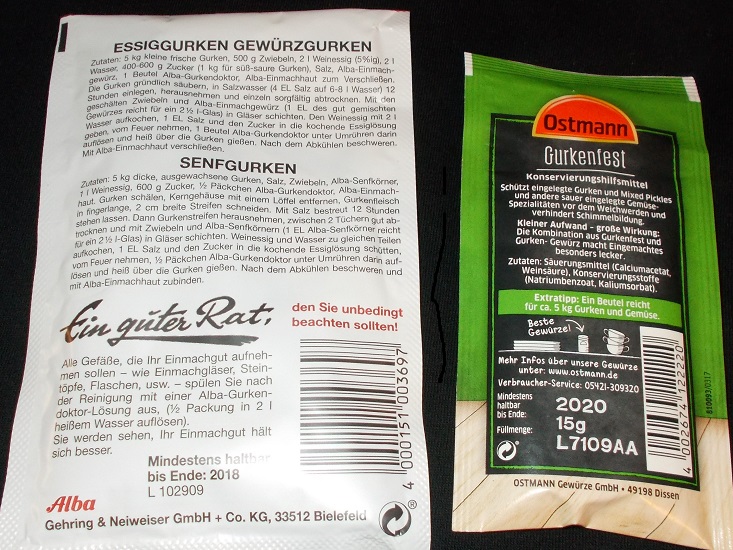 ESSIGGURKEN GEWÜRZGURKEN
Zutaten: 5 kg kleine frische Gurken, 500 g Zwiebeln, 2 l Weinessig (5%ig), 2 l
Wasser, 400-600 g Zucker (1 kg für süß-saure Gurken), Salz, Alba-Einmach-
gewürz, 1 Beutel Alba-Gurkendoktor, Alba-Einmachhaut zum Verschließen.
Die Gurken gründlich säubern, in Salzwasser (4 EL Salz auf 6-8 l Wasser) 12
Stunden einlegen, herausnehmen und einzeln sorgfältig abtrocknen. Mit den
geschälten Zwiebeln und Alba-Einmachgewürz (1 EL des gut gemischten
Gewürzes reicht für ein 2 ½ l-Glas) in Gläser schichten. Den Weinessig mit 2 l
Wasser aufkochen, 1 EL Salz und den Zucker in die kochende Essiglösung
geben, vom Feuer nehmen, 1 Beutel Alba-Gurkendoktor unter Umrühren darin
auflösen und heiß über die Gurken gießen. Nach dem Abkühlen beschweren.
Mit Alba-Einmachhaut verschließen.
SENFGURKEN
Zutaten: 5 kg dicke, ausgewachsene Gurken, Salz, Zwiebeln, Alba-Senfkörner,
1 l Weinessig, 600 g Zucker, ½ Päckchen Alba-Gurkendoktor, Alba-Einmach-
haut. Gurken schälen, Kerngehäuse mit einem Löffel entfernen, Gurkenfleisch
in fingerlange, 2 cm breite Streifen schneiden. Mit Salz bestreut 12 Stunden
stehen lassen. Dann Gurkenstreifen herausnehmen, zwischen 2 Tüchern gut ab-
trocknen und mit Zwiebeln und Alba-Senfkörnern (1 EL Alba-Senfkörner reicht
für ein 2½ l-Glas) in Gläser schichten. Weinessig und Wasser zu gleichen Teilen
aufkochen, 1 EL Salz und den Zucker in die kochende Essiglösung schütten,
vom Feuer nehmen, ½ Päckchen Alba-Gurkendoktor unter Umrühren darin auf-
lösen und heiß über die Gurken gießen. Nach dem Abkühlen beschweren und
mit Alba-Einmachhaut zubinden.
Ein guter Rat,
den Sie unbedingt
beachten sollten!
Alle Gefäße, die Ihr Einmachgut aufneh-
men sollen – wie Einmachgläser, Stein-
töpfe, Flaschen, usw. – spülen Sie nach
der Reinigung mit einer Alba-Gurken-
doktor-Lösung aus, (½ Packung in 2 l
heißem Wasser auflösen).
Sie werden sehen, Ihr Einmachgut hält
sich besser.
Mindestens haltbar
bis Ende: 2018
L 102909
4 000151 003697
Alba
Gehring & Neiweiser GmbH + Co. KG, 33512 Bielefeld
Ostmann
Gurkenfest
Konservierungshilfsmittel
Schützt eingelegte Gurken und Mixed Pickles
und andere sauer eingelegte Gemüse-
Spezialitäten vor dem Weichwerden und
verhindert Schimmelbildung.
Kleiner Aufwand - große Wirkung:
Die Kombination aus Gurkenfest und
Gurken- Gewürz macht Eingemachtes
besonders lecker.
Zutaten: Säuerungsmittel (Calciumacetat,
Weinsäure), Konservierungsstoffe
(Natriumbenzoat, Kaliumsorbat).
Extratipp: Ein Beutel reicht
für ca. 5 kg Gurken und Gemüse.
Beste
Gewürze!
Mehr Infos über unsere Gewürze
unter: www.ostmann.de
Verbraucher-Service: 05421-309320
Mindestens
haltbar
bis Ende:
2020
Füllmenge:
15g
L7109AA
4 002674 122220
810093/0317
OSTMANN Gewürze GmbH • 49198 Dissen